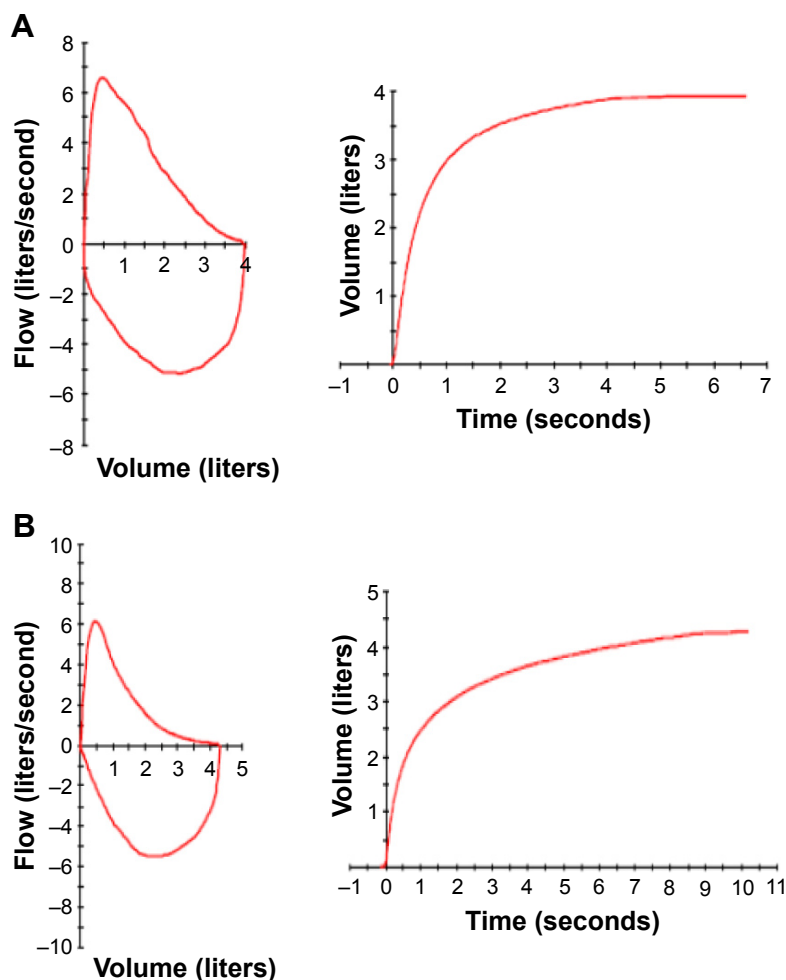 A
8
6
4
2
0
–2
–4
–6
–8
1 2 3 4
Flow (liters/second)
Volume (liters)
4
3
2
1
–1 0 1 2 3 4 5 6 7
Volume (liters)
Time (seconds)
B
10
8
6
4
2
0
–2
–4
–6
–8
–10
1 2 3 4 5
Flow (liters/second)
Volume (liters)
5
4
3
2
1
–1 0 1 2 3 4 5 6 7 8 9 10 11
Volume (liters)
Time (seconds)